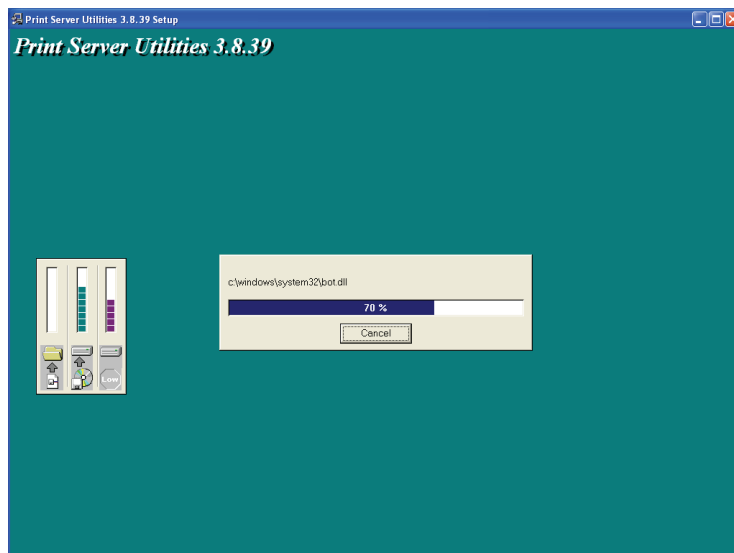 Print Server Utilities 3.8.39 Setup
Print Server Utilities 3.8.39
c:\windows\system32\bot.dll
70 %
Cancel
Low